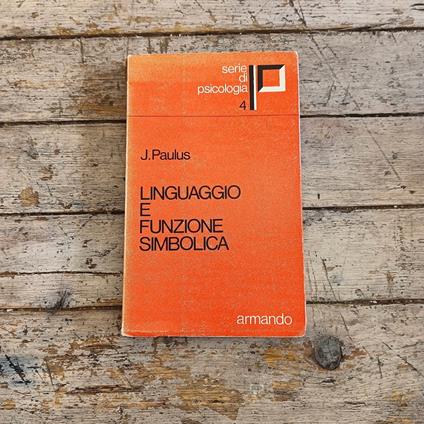 serie di
psicologia
4
J. Paulus
LINGUAGGIO
E
FUNZIONE
SIMBOLICA
armando